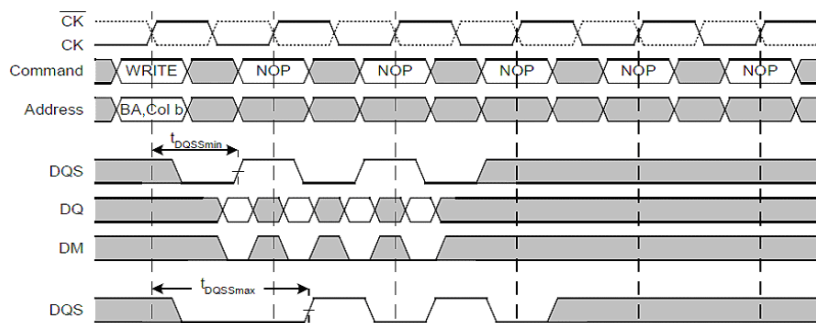 CK
CK
Command WRITE NOP NOP NOP NOP NOP
Address BA,Col b
tDQSSmin
DQS
DQ
DM
tDQSSmax
DQS